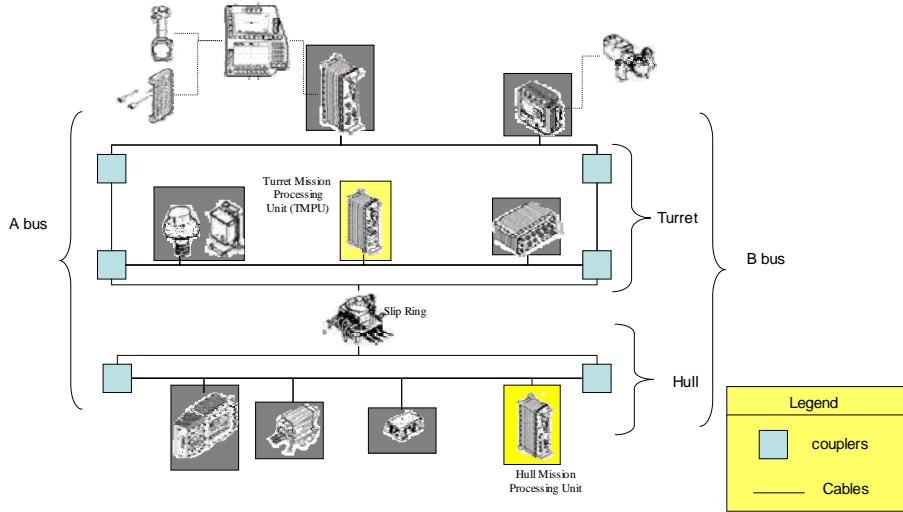 Turret Mission
Processing
Unit (TMPU)
A bus
Turret
B bus
Slip Ring
Hull
Legend
couplers
Cables
Hull Mission
Processing Unit